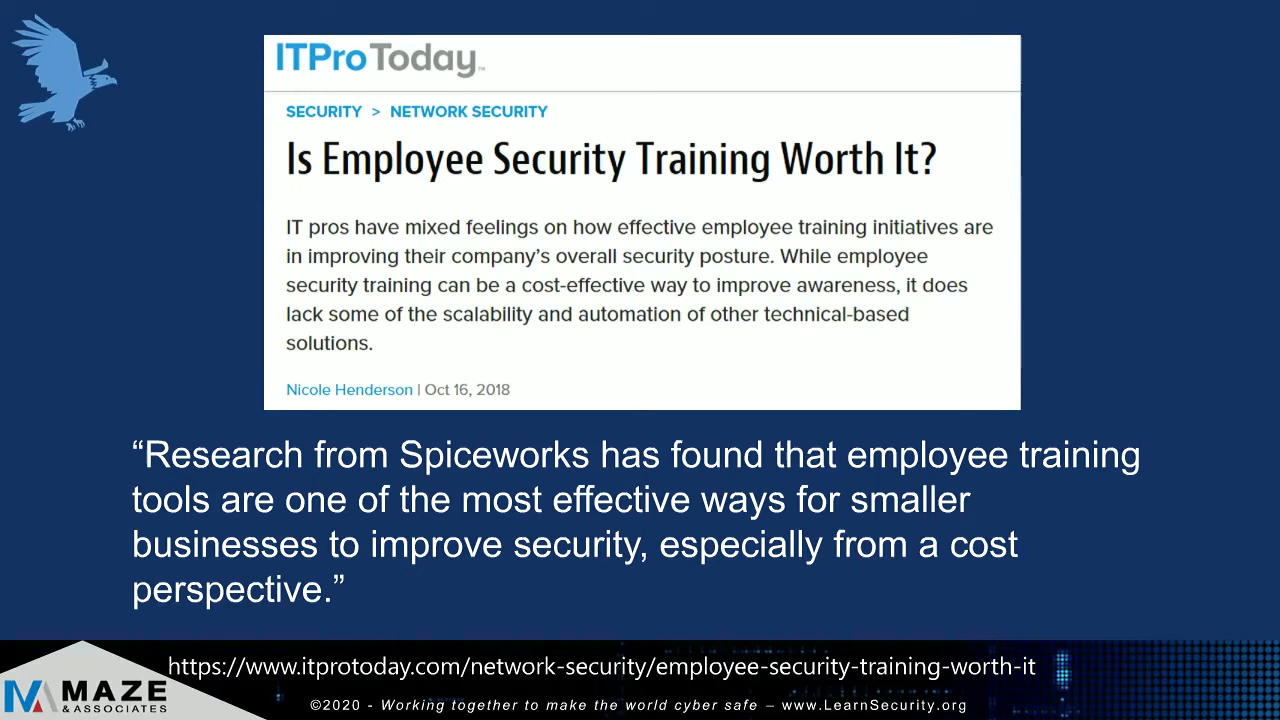 ITPro Today™
SECURITY > NETWORK SECURITY
Is Employee Security Training Worth It?
IT pros have mixed feelings on how effective employee training initiatives are
in improving their company’s overall security posture. While employee
security training can be a cost-effective way to improve awareness, it does
lack some of the scalability and automation of other technical-based
solutions.
Nicole Henderson | Oct 16, 2018
“Research from Spiceworks has found that employee training
tools are one of the most effective ways for smaller
businesses to improve security, especially from a cost
perspective.”
https://www.itprotoday.com/network-security/employee-security-training-worth-it
MAZE
& ASSOCIATES
©2020 - Working together to make the world cyber safe – www.LearnSecurity.org